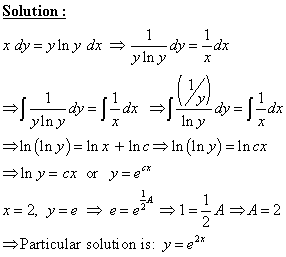 Solution :
x dy = y ln y dx ⇒ 1/(y ln y) dy = 1/x dx
⇒ ∫ 1/(y ln y) dy = ∫ 1/x dx ⇒ ∫ (1/y)/(ln y) dy = ∫ 1/x dx
⇒ ln (ln y) = ln x + ln c ⇒ ln (ln y) = ln cx
⇒ ln y = cx or y = e^(cx)
x = 2, y = e ⇒ e = e^(1/2 A) ⇒ 1 = 1/2 A ⇒ A = 2
⇒ Particular solution is: y = e^(2x)